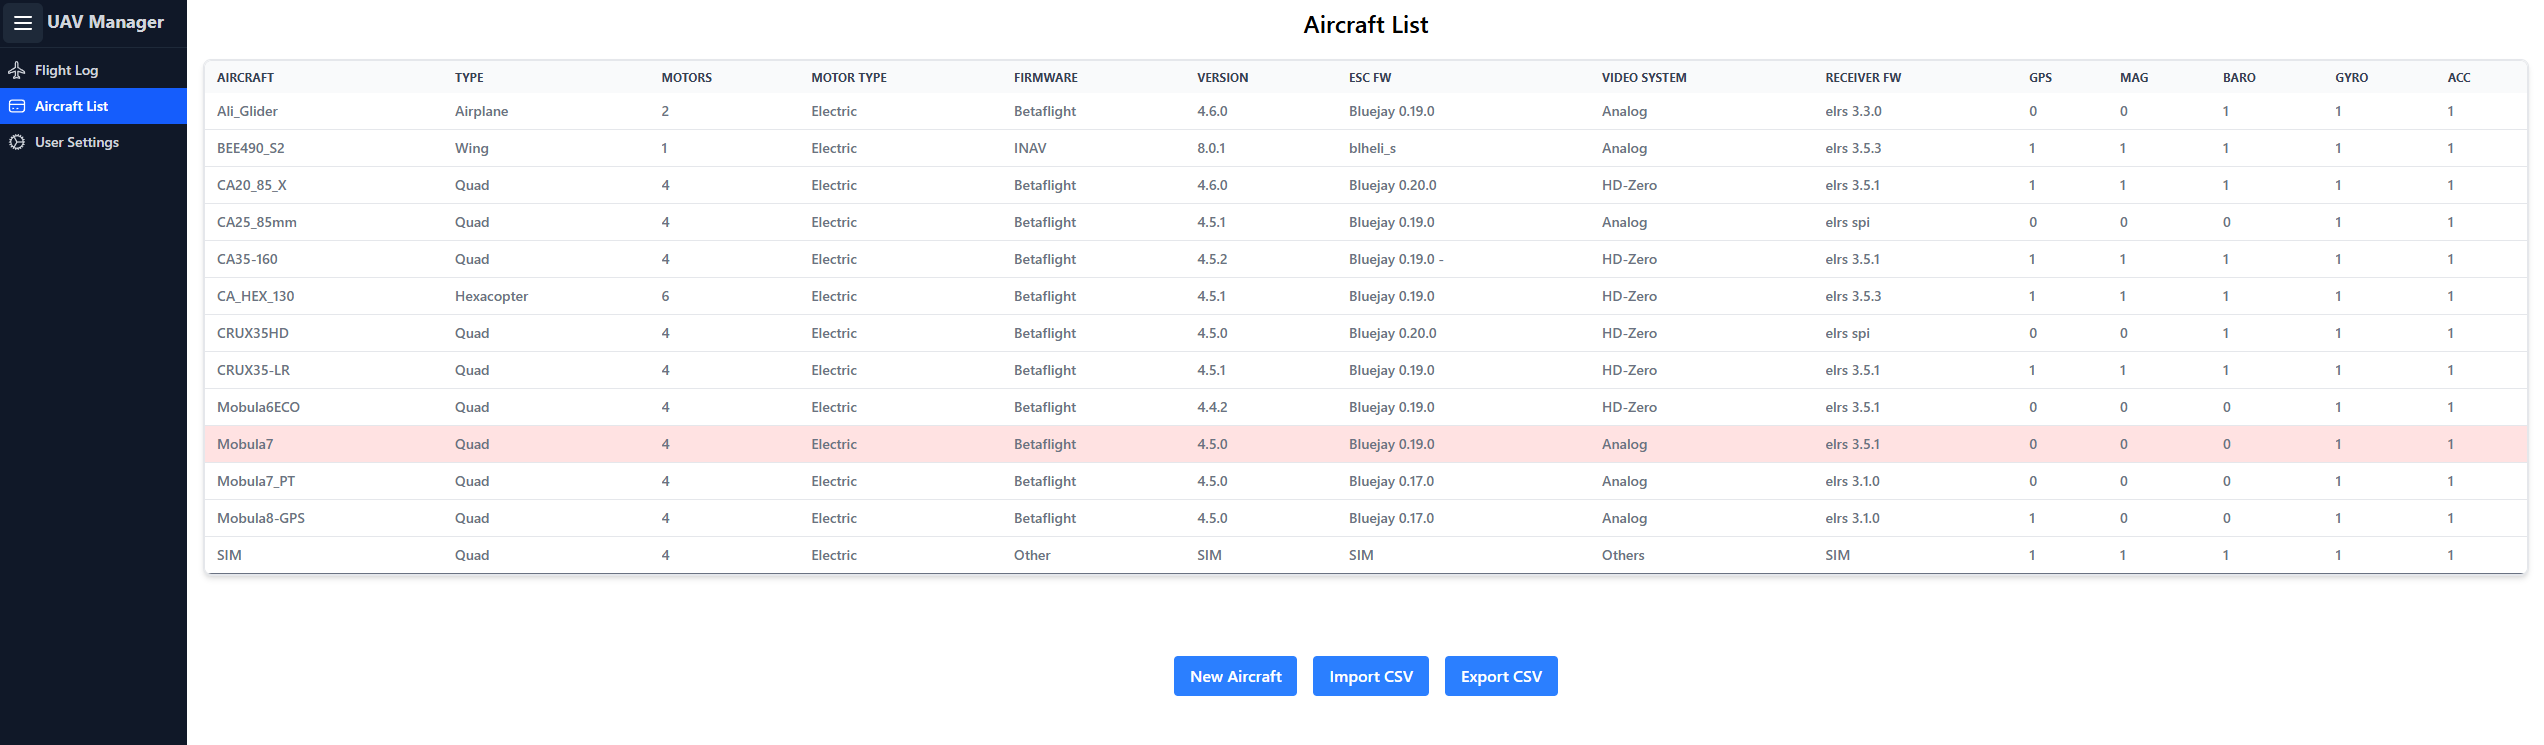 UAV Manager
Flight Log
Aircraft List
User Settings
Aircraft List
AIRCRAFT TYPE MOTORS MOTOR TYPE FIRMWARE VERSION ESC FW VIDEO SYSTEM RECEIVER FW GPS MAG BARO GYRO ACC
Ali_Glider Airplane 2 Electric Betaflight 4.6.0 Bluejay 0.19.0 Analog elrs 3.3.0 0 0 1 1 1
BEE490_S2 Wing 1 Electric INAV 8.0.1 blheli_s Analog elrs 3.5.3 1 1 1 1 1
CA20_85_X Quad 4 Electric Betaflight 4.6.0 Bluejay 0.20.0 HD-Zero elrs 3.5.1 1 1 1 1 1
CA25_85mm Quad 4 Electric Betaflight 4.5.1 Bluejay 0.19.0 Analog elrs spi 0 0 0 1 1
CA35-160 Quad 4 Electric Betaflight 4.5.2 Bluejay 0.19.0 - HD-Zero elrs 3.5.1 1 1 1 1 1
CA_HEX_130 Hexacopter 6 Electric Betaflight 4.5.1 Bluejay 0.19.0 HD-Zero elrs 3.5.3 1 1 1 1 1
CRUX35HD Quad 4 Electric Betaflight 4.5.0 Bluejay 0.20.0 HD-Zero elrs spi 0 0 1 1 1
CRUX35-LR Quad 4 Electric Betaflight 4.5.1 Bluejay 0.19.0 HD-Zero elrs 3.5.1 1 1 1 1 1
Mobula6ECO Quad 4 Electric Betaflight 4.4.2 Bluejay 0.19.0 HD-Zero elrs 3.5.1 0 0 0 1 1
Mobula7 Quad 4 Electric Betaflight 4.5.0 Bluejay 0.19.0 Analog elrs 3.5.1 0 0 0 1 1
Mobula7_PT Quad 4 Electric Betaflight 4.5.0 Bluejay 0.17.0 Analog elrs 3.1.0 0 0 0 1 1
Mobula8-GPS Quad 4 Electric Betaflight 4.5.0 Bluejay 0.17.0 Analog elrs 3.1.0 1 0 0 1 1
SIM Quad 4 Electric Other SIM SIM Others SIM 1 1 1 1 1
New Aircraft Import CSV Export CSV